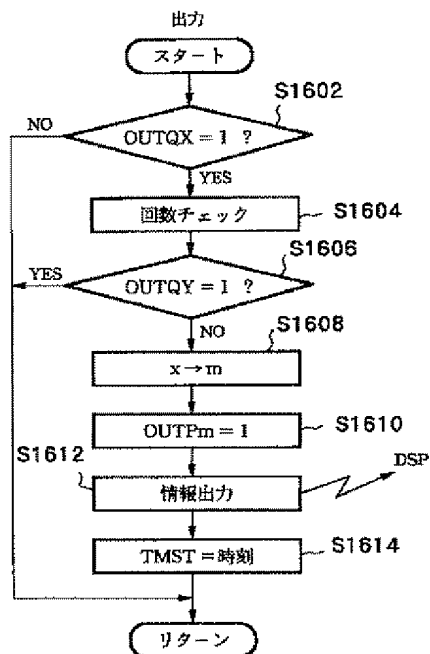 出力
スタート
S1602
NO
OUTQX = 1 ?
YES
回数チェック
S1604
S1606
YES
OUTQY = 1 ?
NO
S1608
x→m
OUTPm = 1
S1610
S1612
DSP
情報出力
TMST = 時刻
S1614
リターン